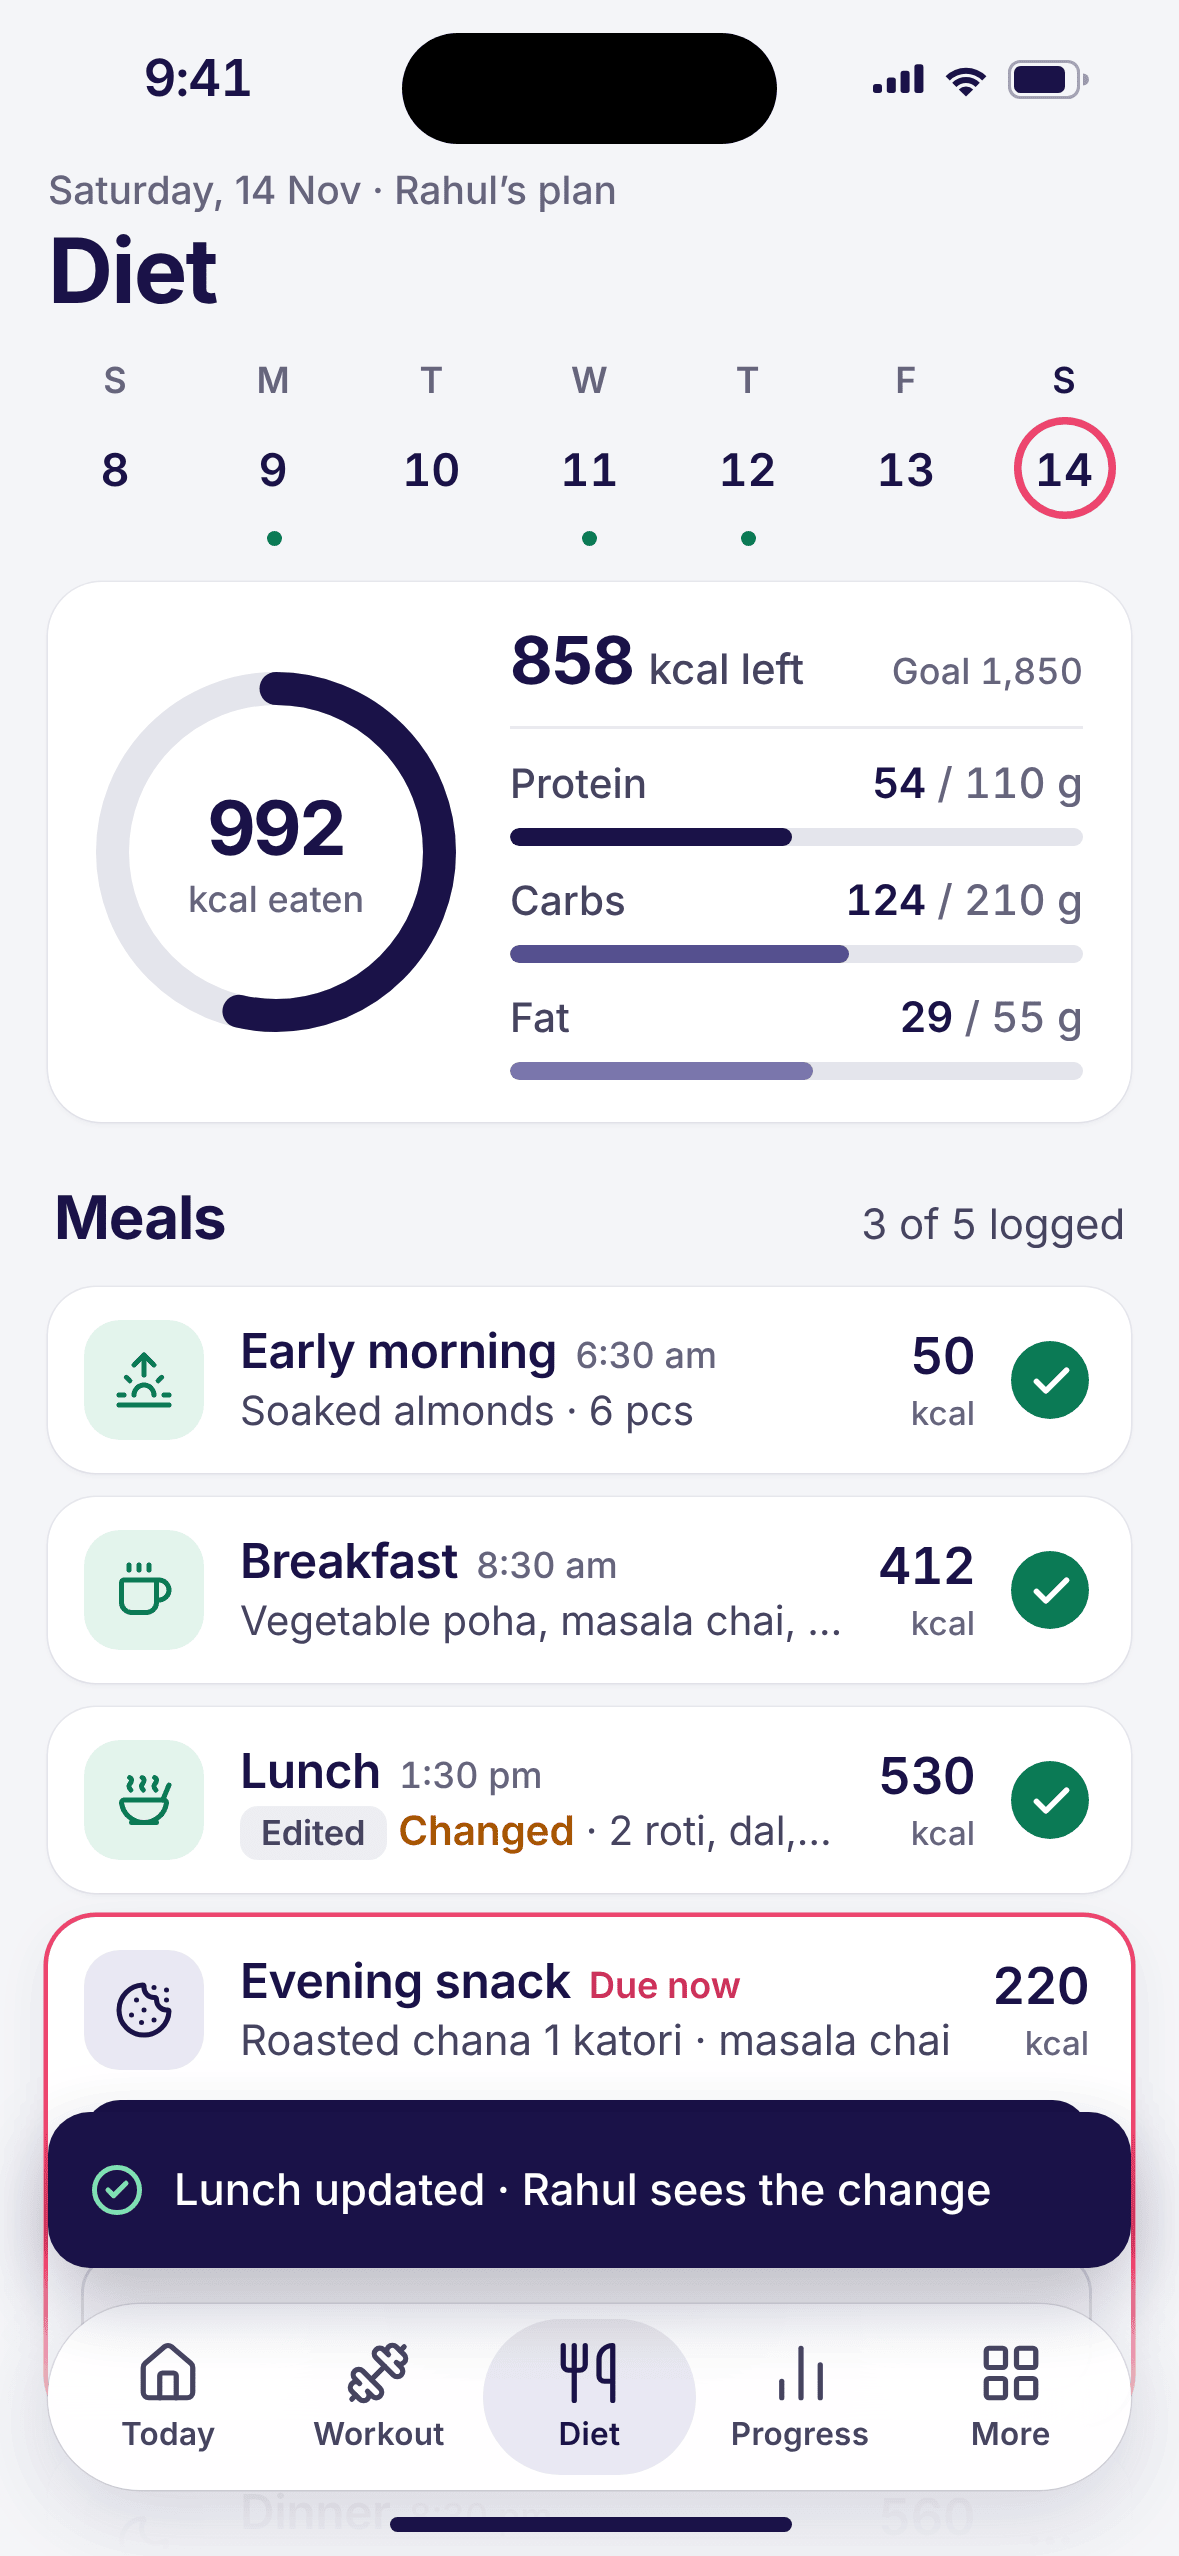 9:41
Saturday, 14 Nov · Rahul’s plan
Diet
S M T W T F S
8 9 10 11 12 13 14
858 kcal left Goal 1,850
992
kcal eaten
Protein 54 / 110 g
Carbs 124 / 210 g
Fat 29 / 55 g
Meals 3 of 5 logged
Early morning 6:30 am 50
Soaked almonds · 6 pcs kcal
Breakfast 8:30 am 412
Vegetable poha, masala chai, ... kcal
Lunch 1:30 pm 530
Edited Changed · 2 roti, dal,... kcal
Evening snack Due now 220
Roasted chana 1 katori · masala chai kcal
Lunch updated · Rahul sees the change
Today Workout Diet Progress More
Dinner 560